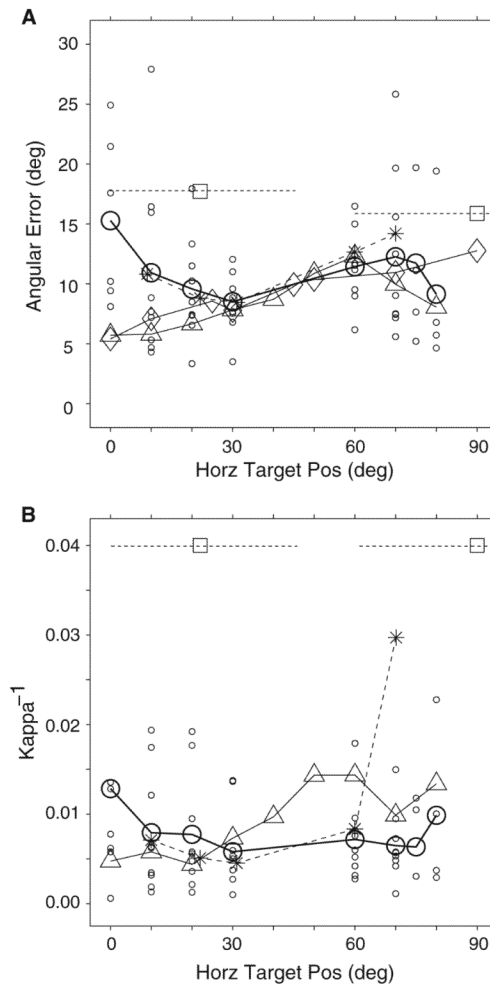 A
30
25
20
15
10
5
0
Angular Error (deg)
0 30 60 90
Horz Target Pos (deg)
B
0.04
0.03
0.02
0.01
0.00
Kappa⁻¹
0 30 60 90
Horz Target Pos (deg)